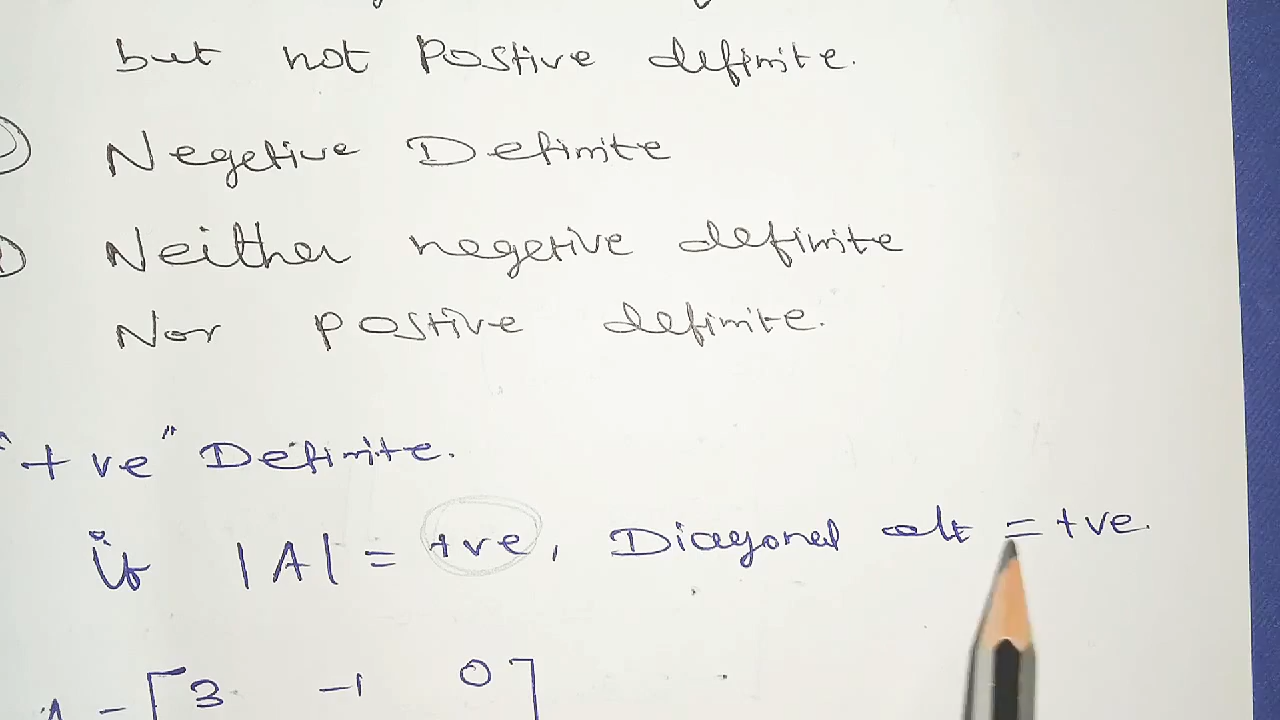 but not Postive definite.
Negetive Definite
Neither negetive definite
Nor postive definite.
"+ve" Definite.
if |A| = +ve, Diagonal elt = +ve.
A = [3 -1 0]